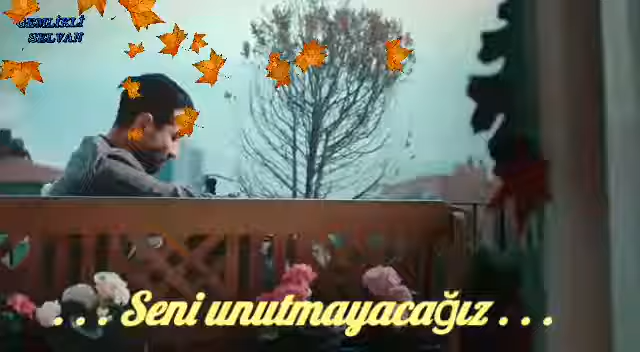 GEMLİKLİ
SELVAN
. . . Seni unutmayacağız . . .